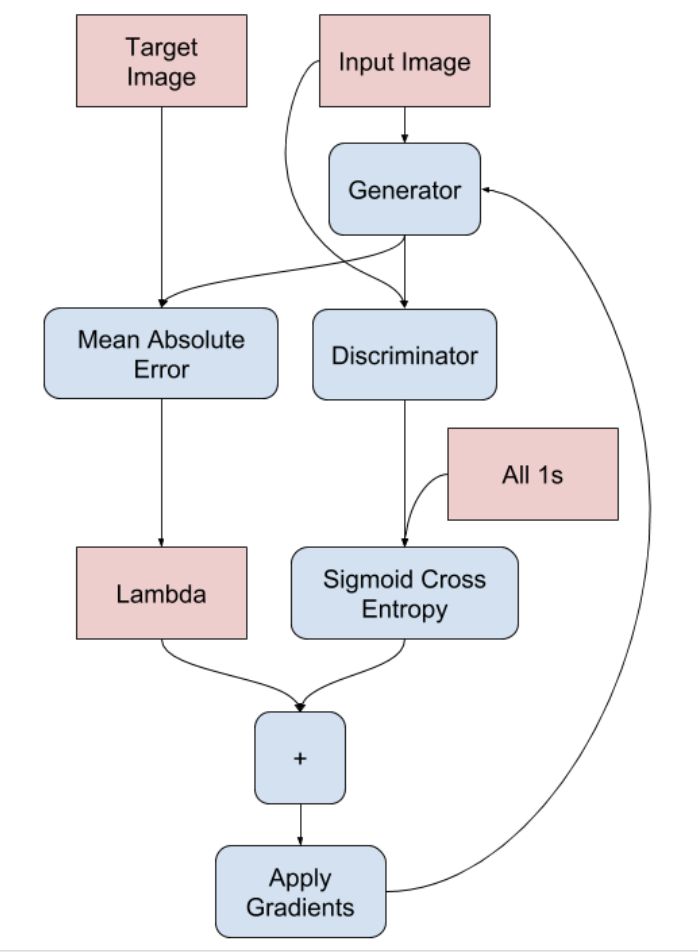 Target
Image
Input Image
Generator
Mean Absolute
Error
Discriminator
All 1s
Lambda
Sigmoid Cross
Entropy
+
Apply
Gradients